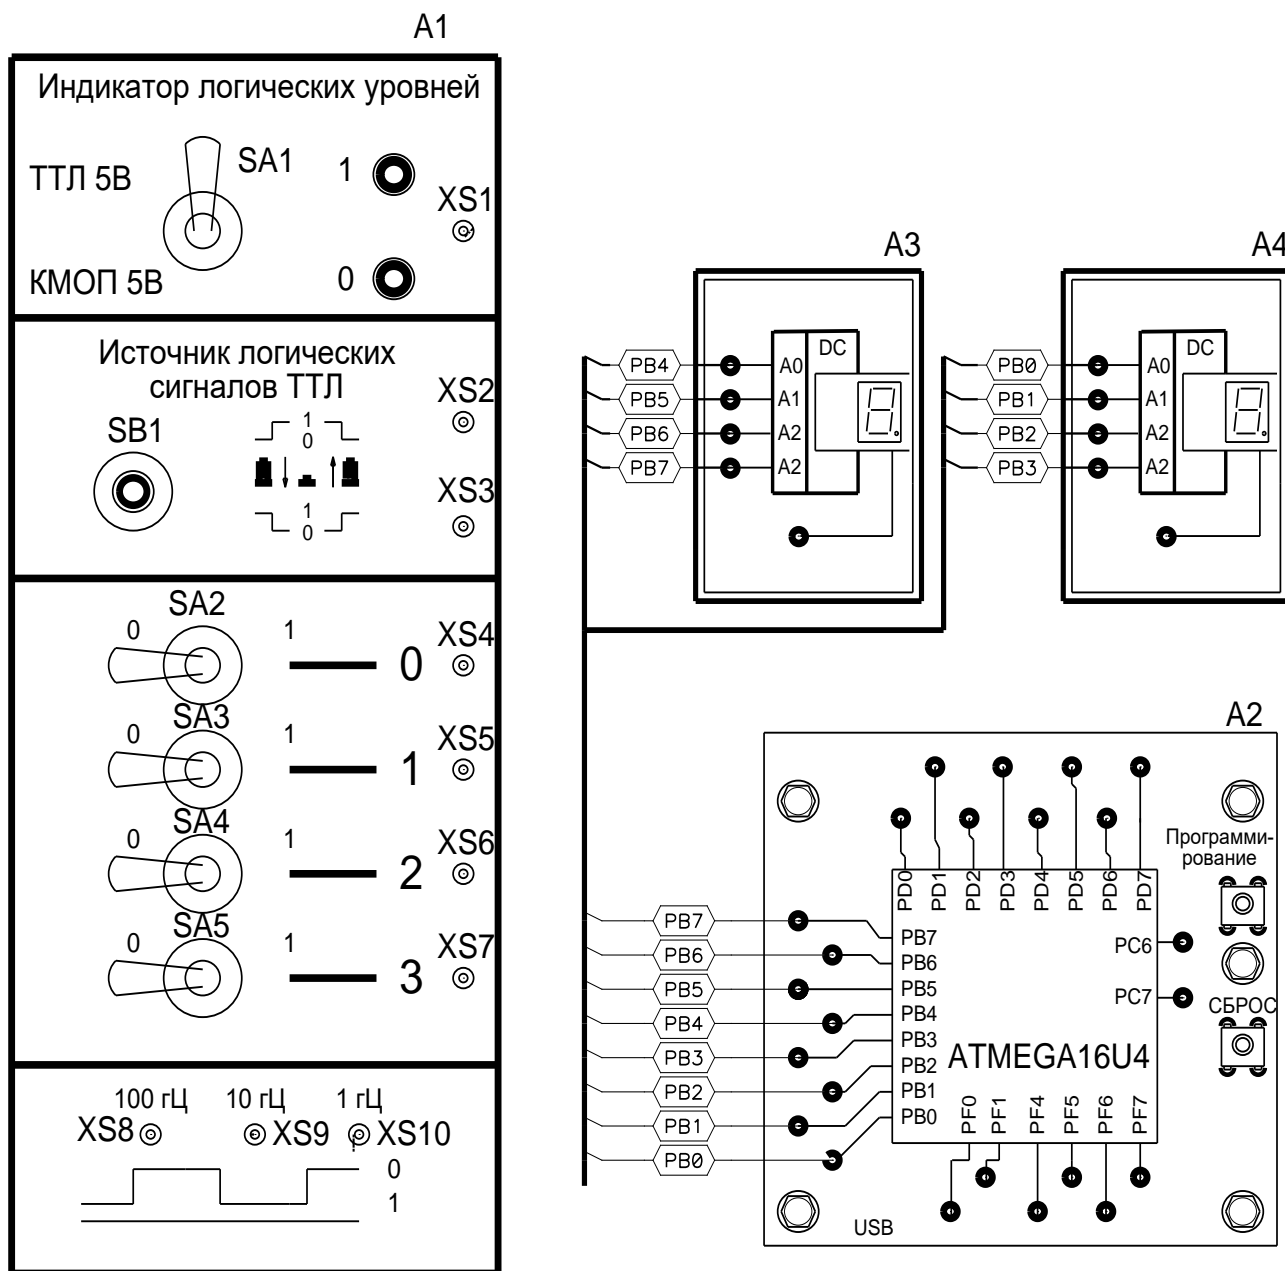 A1
Индикатор логических уровней
ТТЛ 5В
SA1
1
XS1
КМОП 5В
0
Источник логических
сигналов ТТЛ
XS2
SB1
1
0
XS3
1
0
SA2
0
1
0
XS4
SA3
0
1
1
XS5
SA4
0
1
2
XS6
SA5
0
1
3
XS7
100 гЦ
10 гЦ
1 гЦ
XS8
XS9
XS10
0
1
A3
DC
PB4
A0
PB5
A1
PB6
A2
PB7
A2
A4
DC
PB0
A0
PB1
A1
PB2
A2
PB3
A2
A2
Программи-
рование
PD0
PD1
PD2
PD3
PD4
PD5
PD6
PD7
PB7
PB6
PB5
PB4
PB3
PB2
PB1
PB0
PB7
PB6
PB5
PB4
PB3
PB2
PB1
PB0
PC6
PC7
СБРОС
ATMEGA16U4
PF0
PF1
PF4
PF5
PF6
PF7
USB